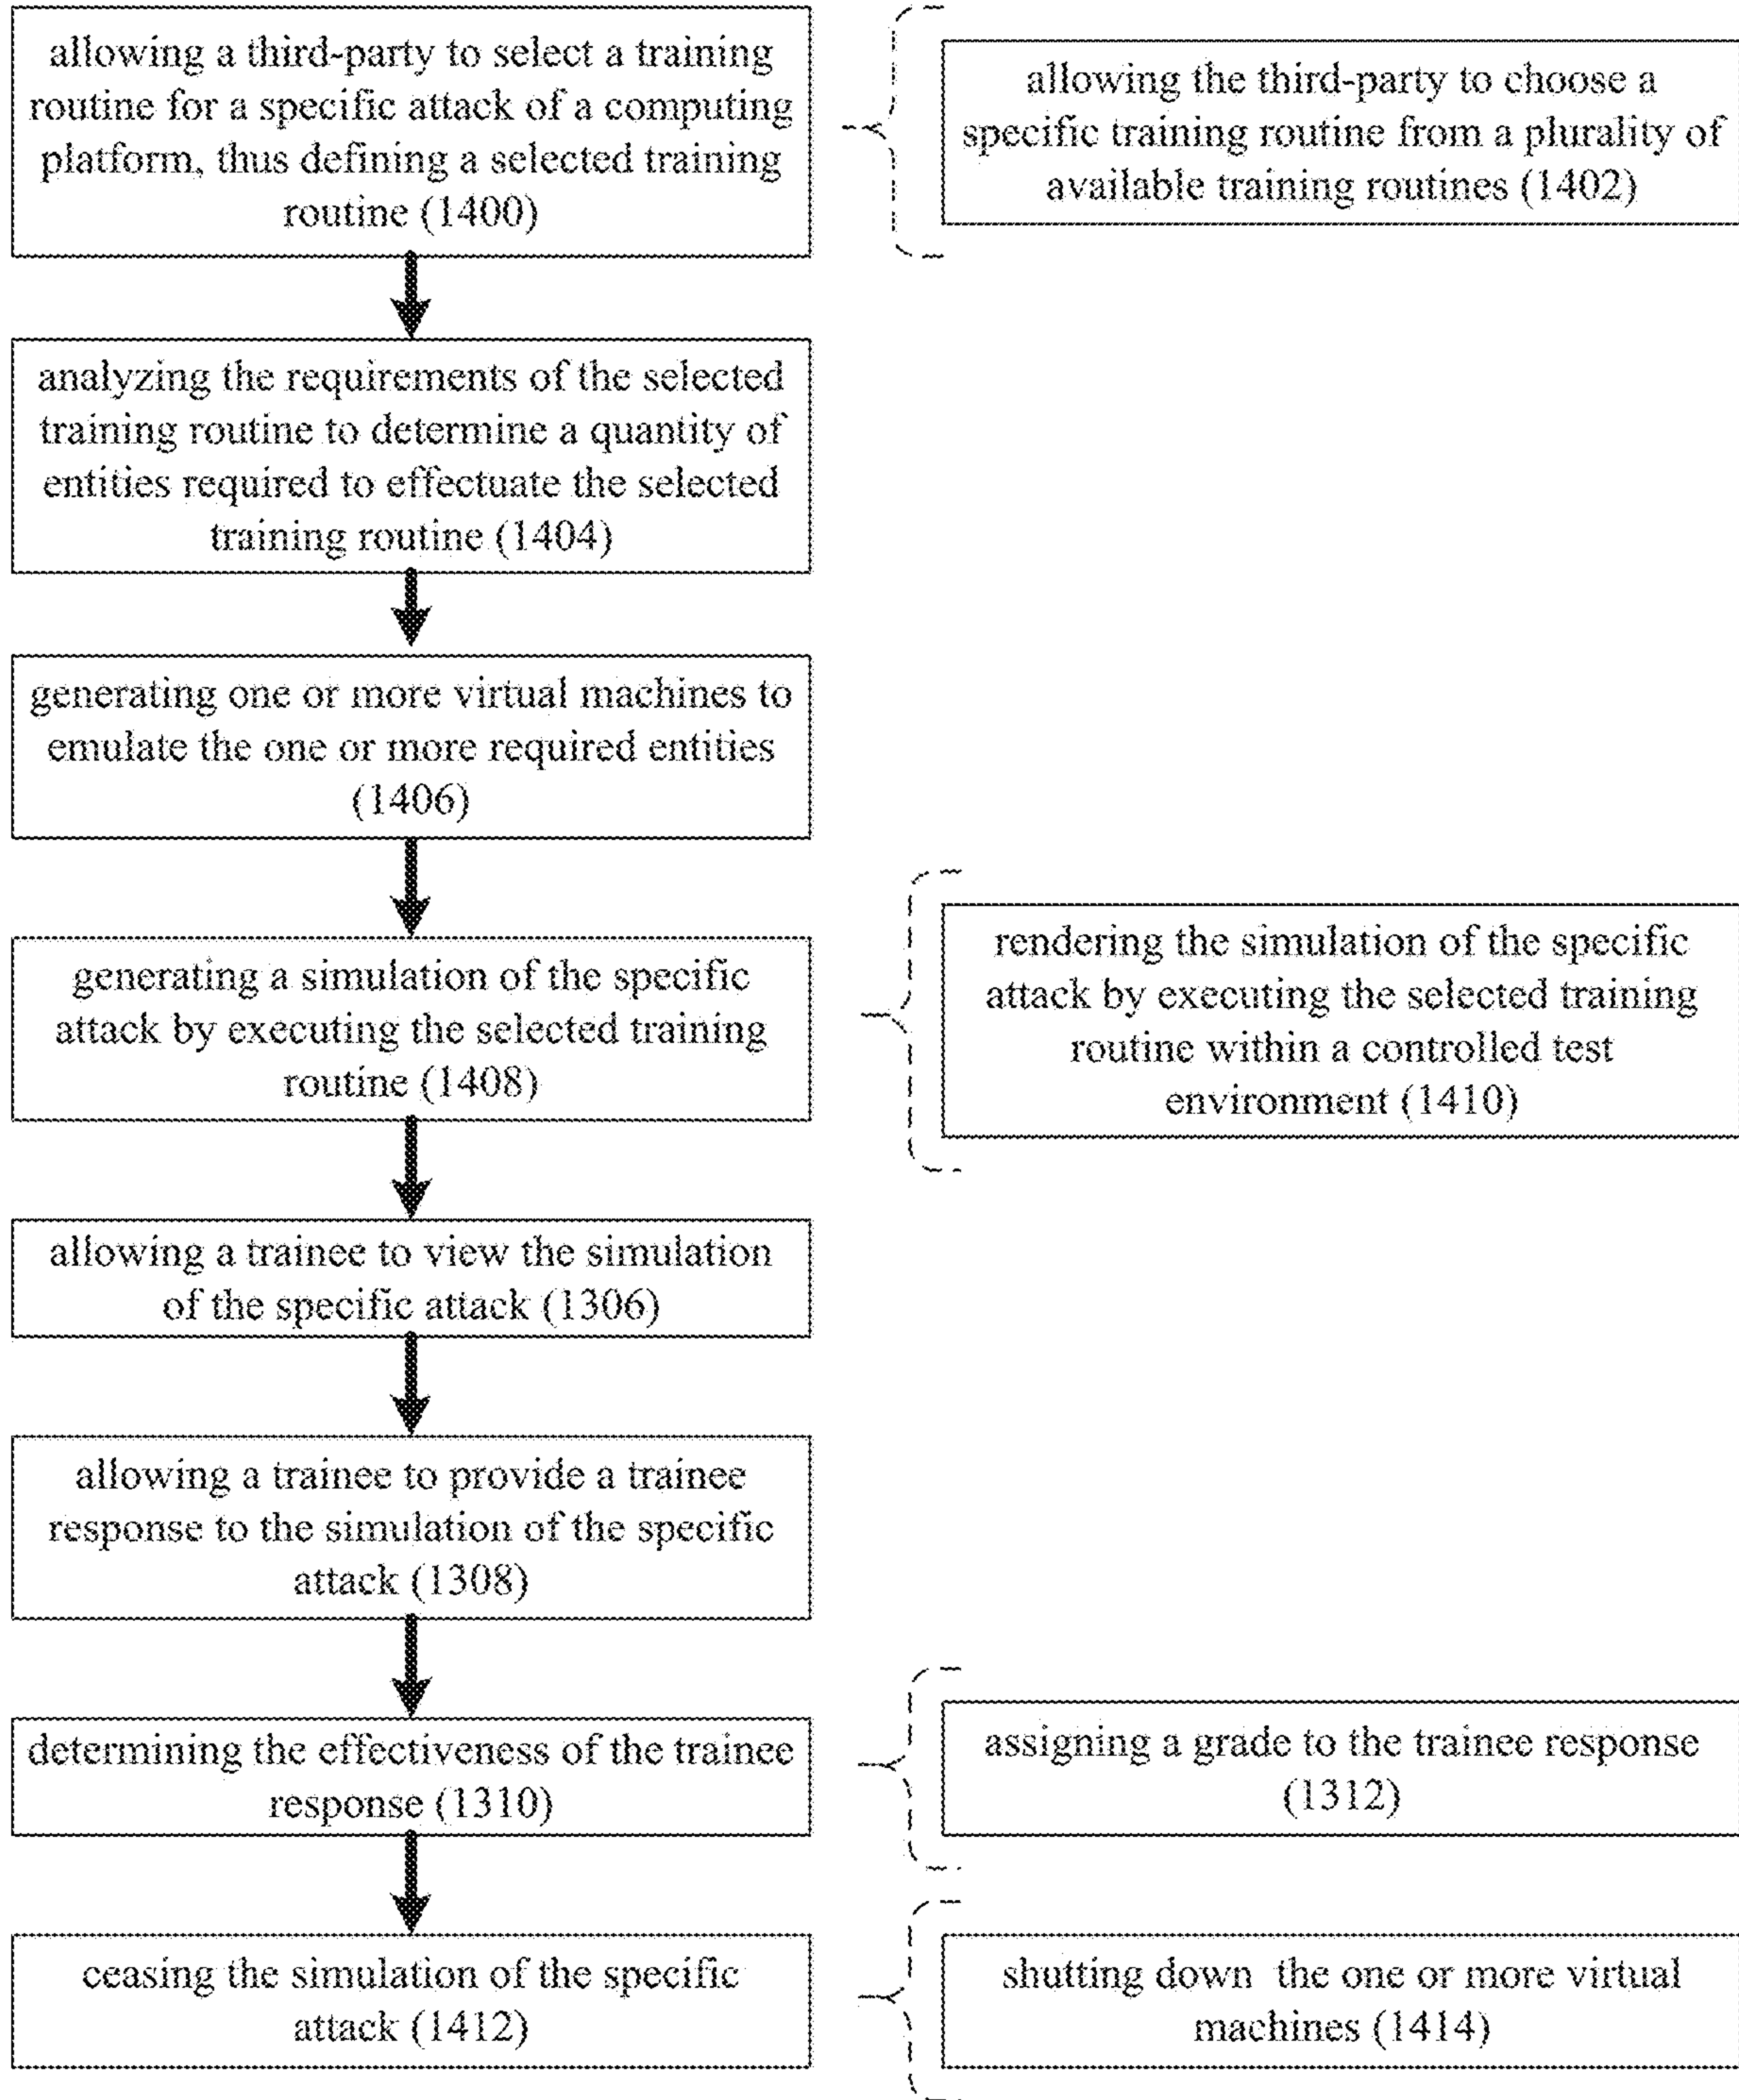 allowing a third-party to select a training
routine for a specific attack of a computing
platform, thus defining a selected training
routine (1400)
allowing the third-party to choose a
specific training routine from a plurality of
available training routines (1402)
analyzing the requirements of the selected
training routine to determine a quantity of
entities required to effectuate the selected
training routine (1404)
generating one or more virtual machines to
emulate the one or more required entities
(1406)
generating a simulation of the specific
attack by executing the selected training
routine (1408)
rendering the simulation of the specific
attack by executing the selected training
routine within a controlled test
environment (1410)
allowing a trainee to view the simulation
of the specific attack (1306)
allowing a trainee to provide a trainee
response to the simulation of the specific
attack (1308)
determining the effectiveness of the trainee
response (1310)
assigning a grade to the trainee response
(1312)
ceasing the simulation of the specific
attack (1412)
shutting down the one or more virtual
machines (1414)